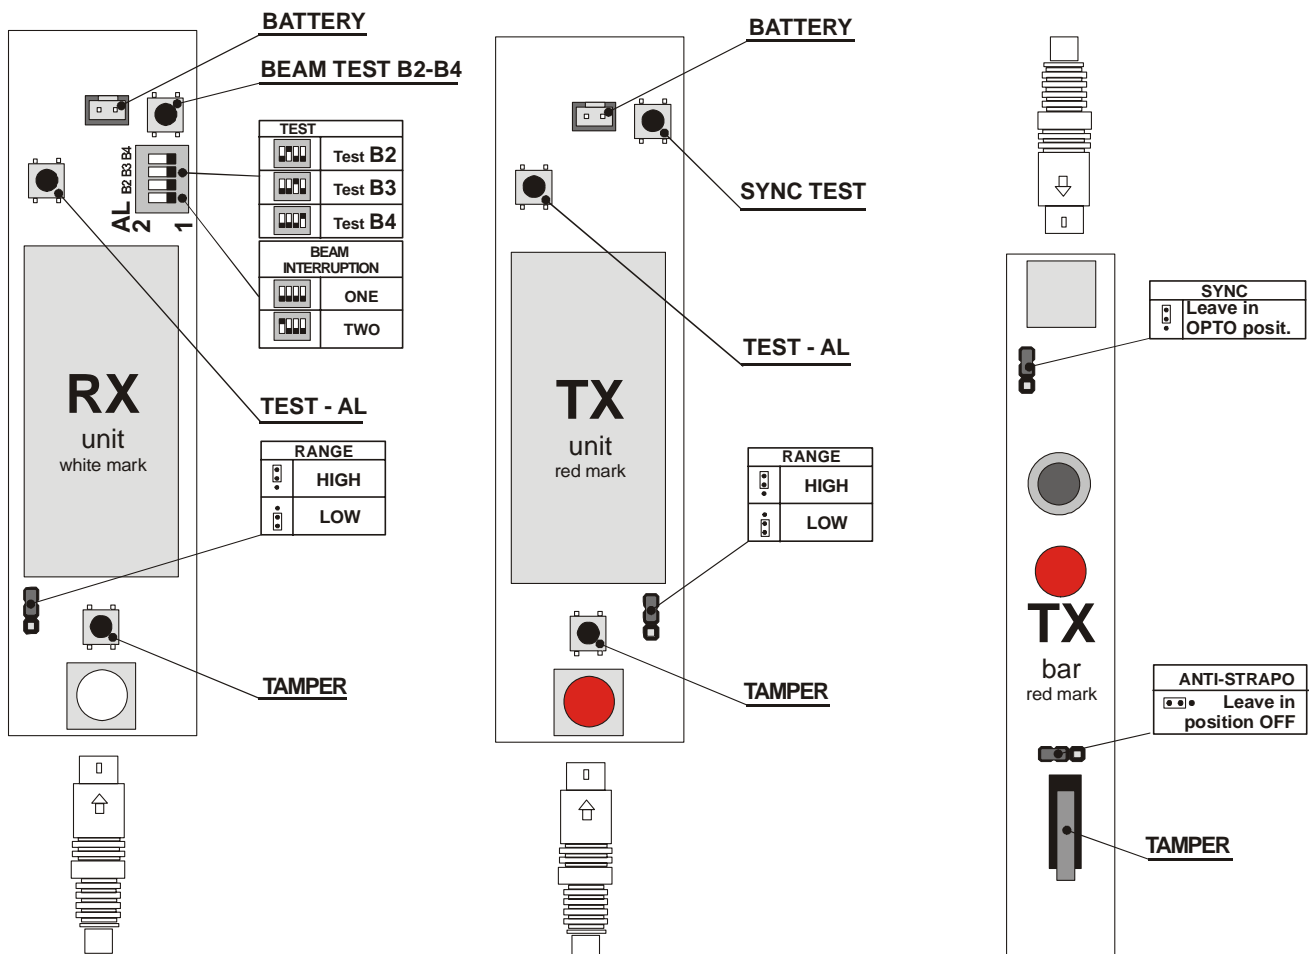 BATTERY
BEAM TEST B2-B4
TEST
Test B2
Test B3
Test B4
BEAM
INTERRUPTION
ONE
TWO
B2 B3 B4
AL
2
1
RX
unit
white mark
TEST - AL
RANGE
HIGH
LOW
TAMPER
BATTERY
SYNC TEST
TEST - AL
TX
unit
red mark
RANGE
HIGH
LOW
TAMPER
SYNC
Leave in
OPTO posit.
TX
bar
red mark
ANTI-STRAPO
Leave in
position OFF
TAMPER